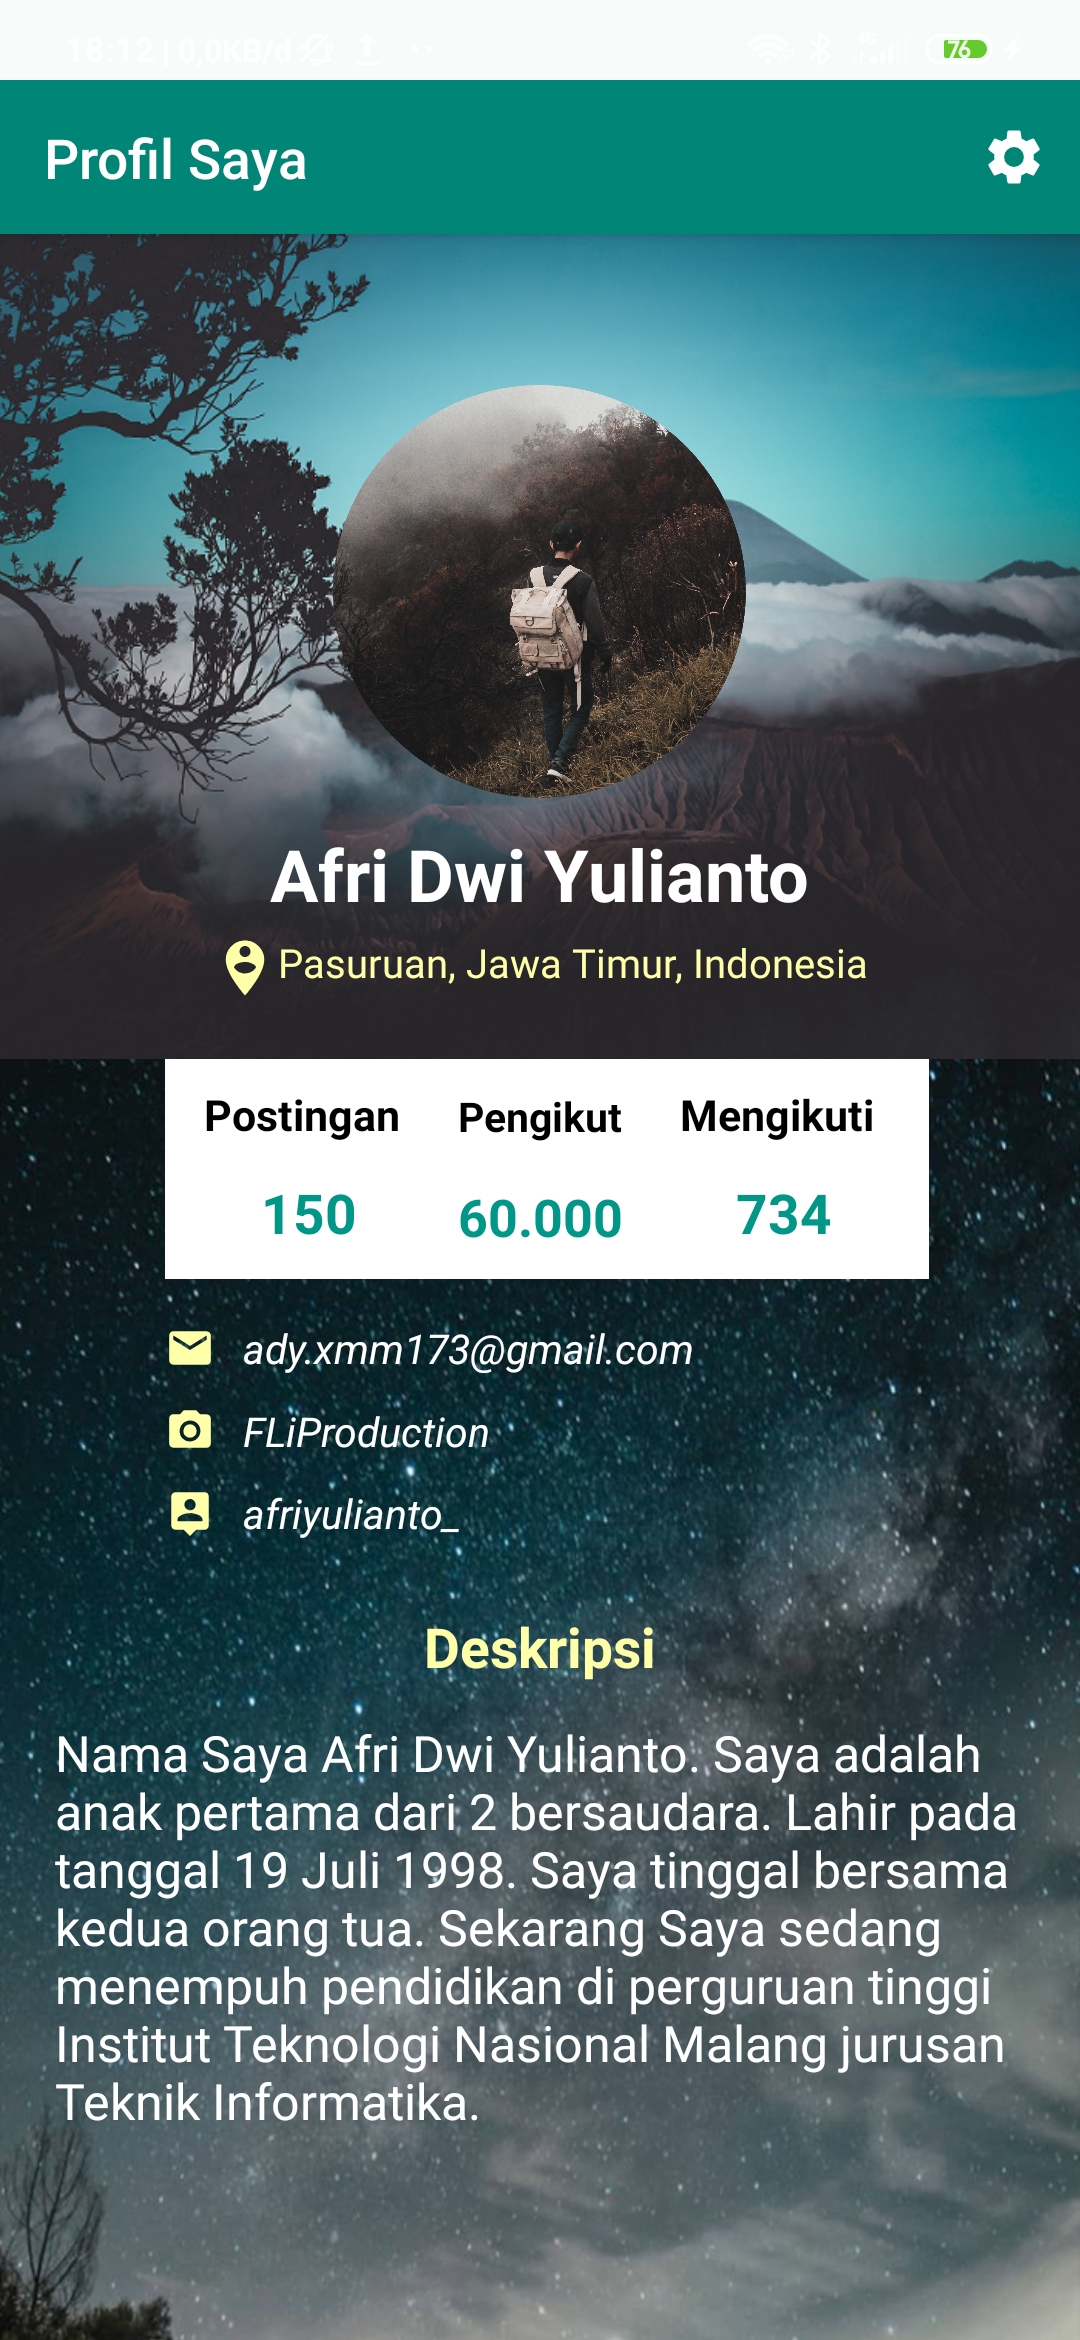 18:12 | 0,0KB/d
4G
76
Profil Saya
Afri Dwi Yulianto
Pasuruan, Jawa Timur, Indonesia
Postingan Pengikut Mengikuti
150 60.000 734
ady.xmm173@gmail.com
FLiProduction
afriyulianto_
Deskripsi
Nama Saya Afri Dwi Yulianto. Saya adalah
anak pertama dari 2 bersaudara. Lahir pada
tanggal 19 Juli 1998. Saya tinggal bersama
kedua orang tua. Sekarang Saya sedang
menempuh pendidikan di perguruan tinggi
Institut Teknologi Nasional Malang jurusan
Teknik Informatika.